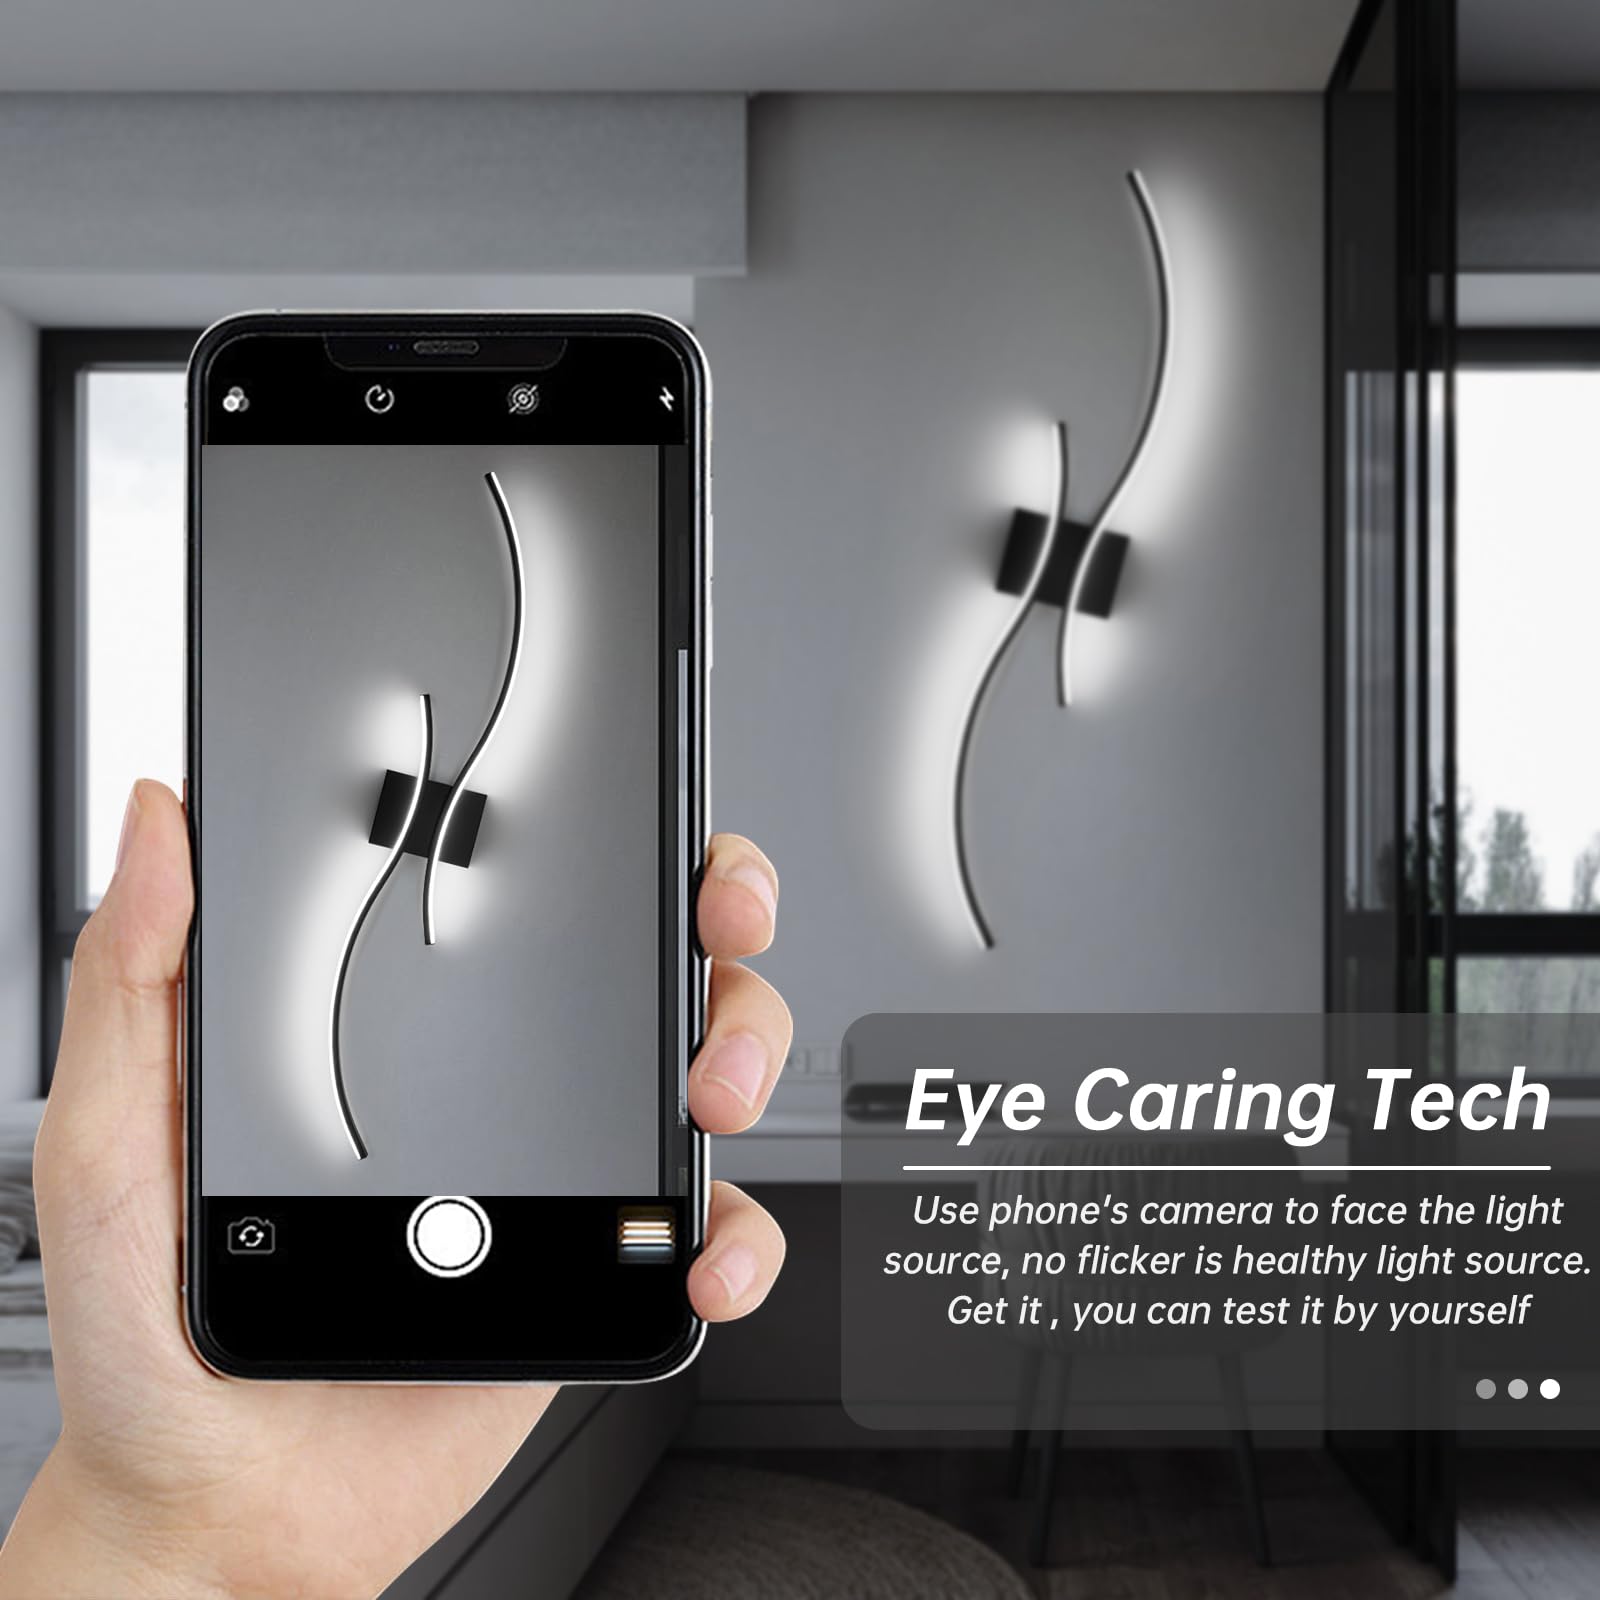 Eye Caring Tech
Use phone's camera to face the light
source, no flicker is healthy light source.
Get it , you can test it by yourself